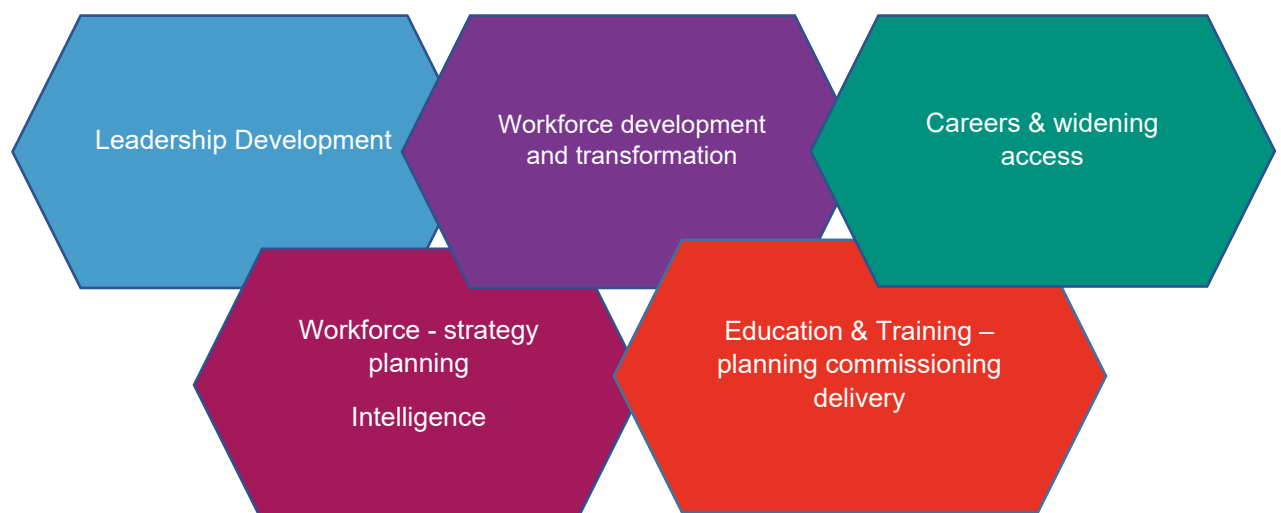 Leadership Development
Workforce development
and transformation
Careers & widening
access
Workforce - strategy
planning
Intelligence
Education & Training –
planning commissioning
delivery